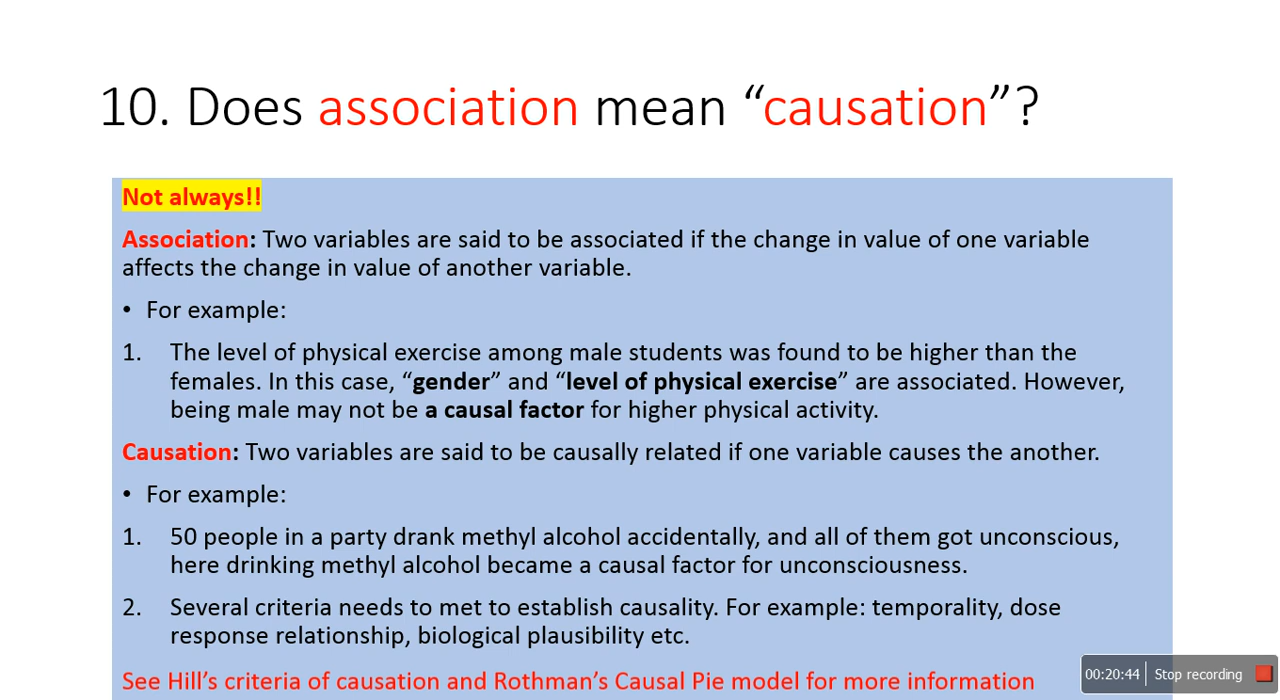 10. Does association mean “causation”?
Not always!!
Association: Two variables are said to be associated if the change in value of one variable
affects the change in value of another variable.
• For example:
1. The level of physical exercise among male students was found to be higher than the
females. In this case, “gender” and “level of physical exercise” are associated. However,
being male may not be a causal factor for higher physical activity.
Causation: Two variables are said to be causally related if one variable causes the another.
• For example:
1. 50 people in a party drank methyl alcohol accidentally, and all of them got unconscious,
here drinking methyl alcohol became a causal factor for unconsciousness.
2. Several criteria needs to met to establish causality. For example: temporality, dose
response relationship, biological plausibility etc.
See Hill’s criteria of causation and Rothman’s Causal Pie model for more information
00:20:44 Stop recording